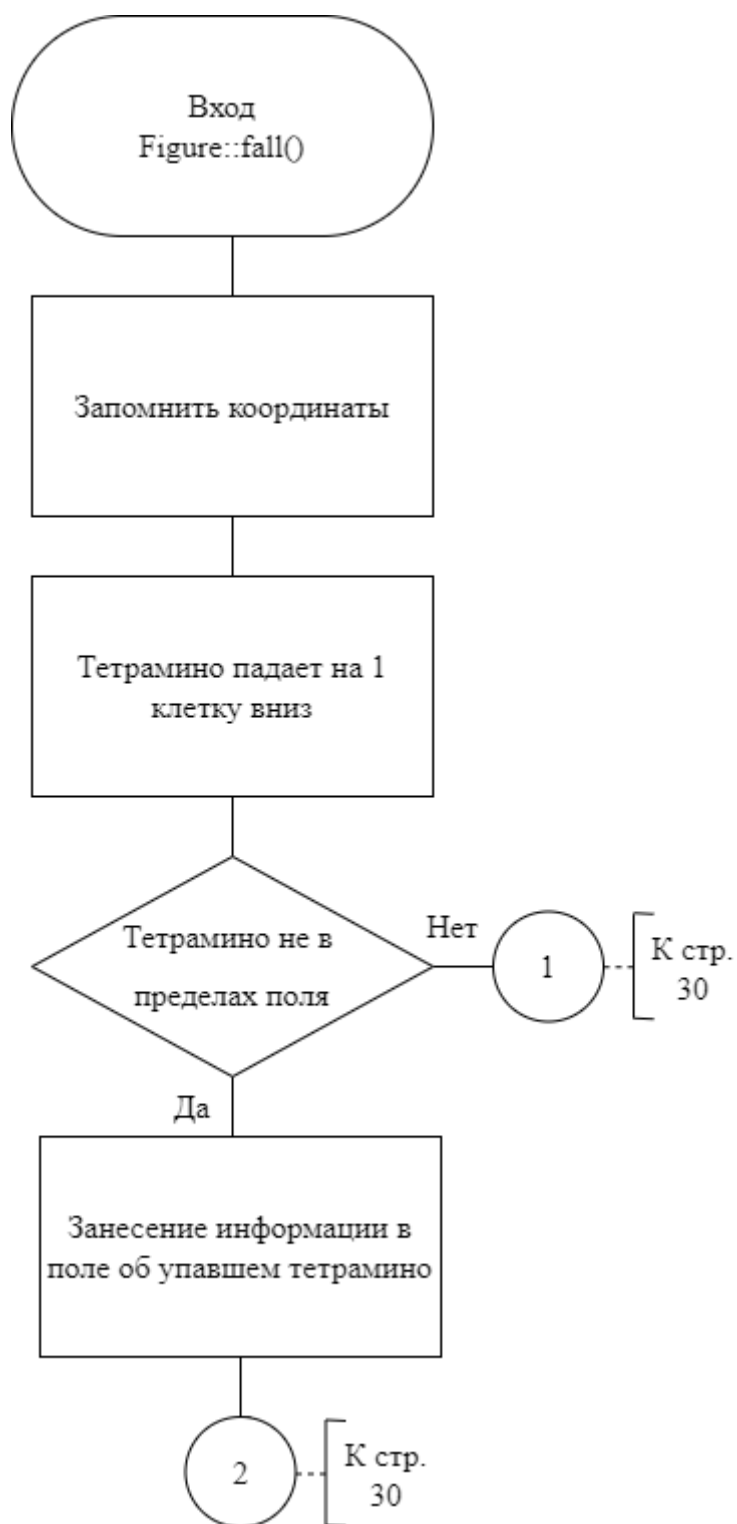 Вход
Figure::fall()
Запомнить координаты
Тетрамино падает на 1
клетку вниз
Тетрамино не в
пределах поля
Нет
1
К стр.
30
Да
Занесение информации в
поле об упавшем тетрамино
2
К стр.
30